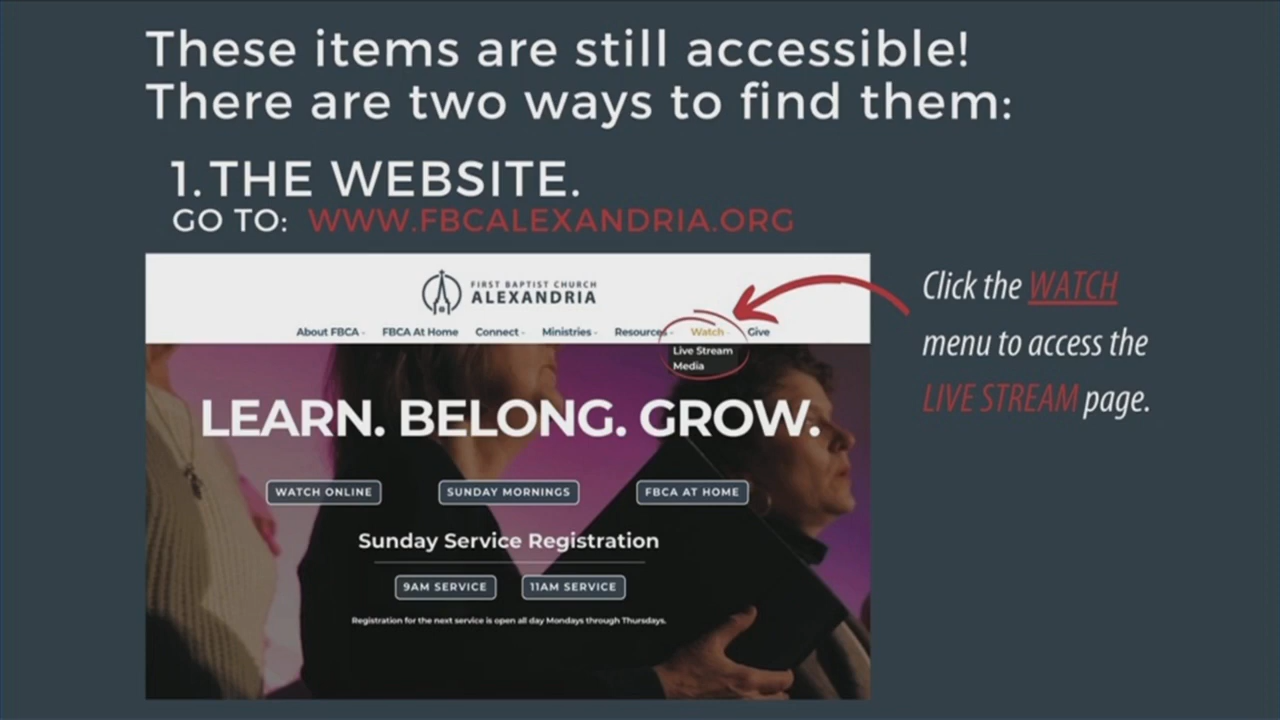 These items are still accessible!
There are two ways to find them:
1. THE WEBSITE.
GO TO: WWW.FBCALEXANDRIA.ORG
FIRST BAPTIST CHURCH
ALEXANDRIA
About FBCA FBCA At Home Connect Ministries Resources Watch Give
Live Stream
Media
LEARN. BELONG. GROW.
WATCH ONLINE SUNDAY MORNINGS FBCA AT HOME
Sunday Service Registration
9AM SERVICE 11AM SERVICE
Registration for the next service is open all day Mondays through Thursdays.
Click the WATCH
menu to access the
LIVE STREAM page.